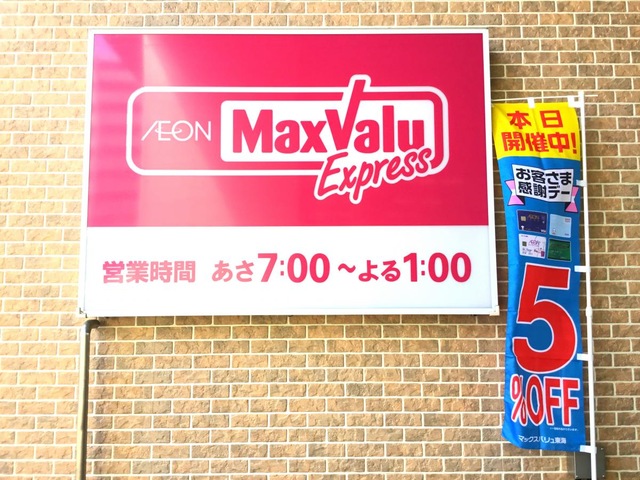 ÆON
MaxValu
Express
営業時間 あさ7:00～よる1:00
本日
開催中!
お客さま
感謝デー
5
%OFF
マックスバリュ東海